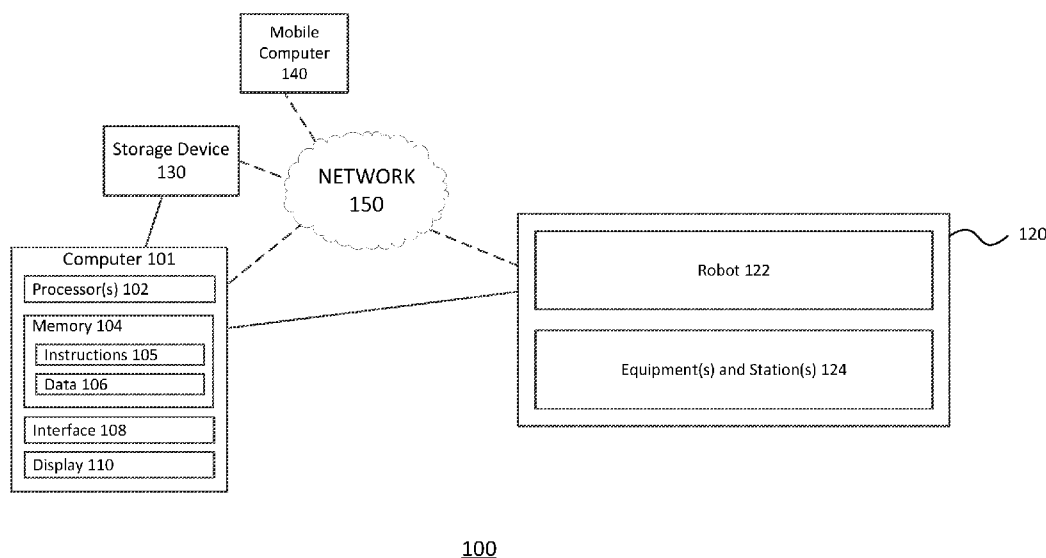 Mobile
Computer
140
Storage Device
130
NETWORK
150
Computer 101
Processor(s) 102
Memory 104
Instructions 105
Data 106
Interface 108
Display 110
120
Robot 122
Equipment(s) and Station(s) 124
100